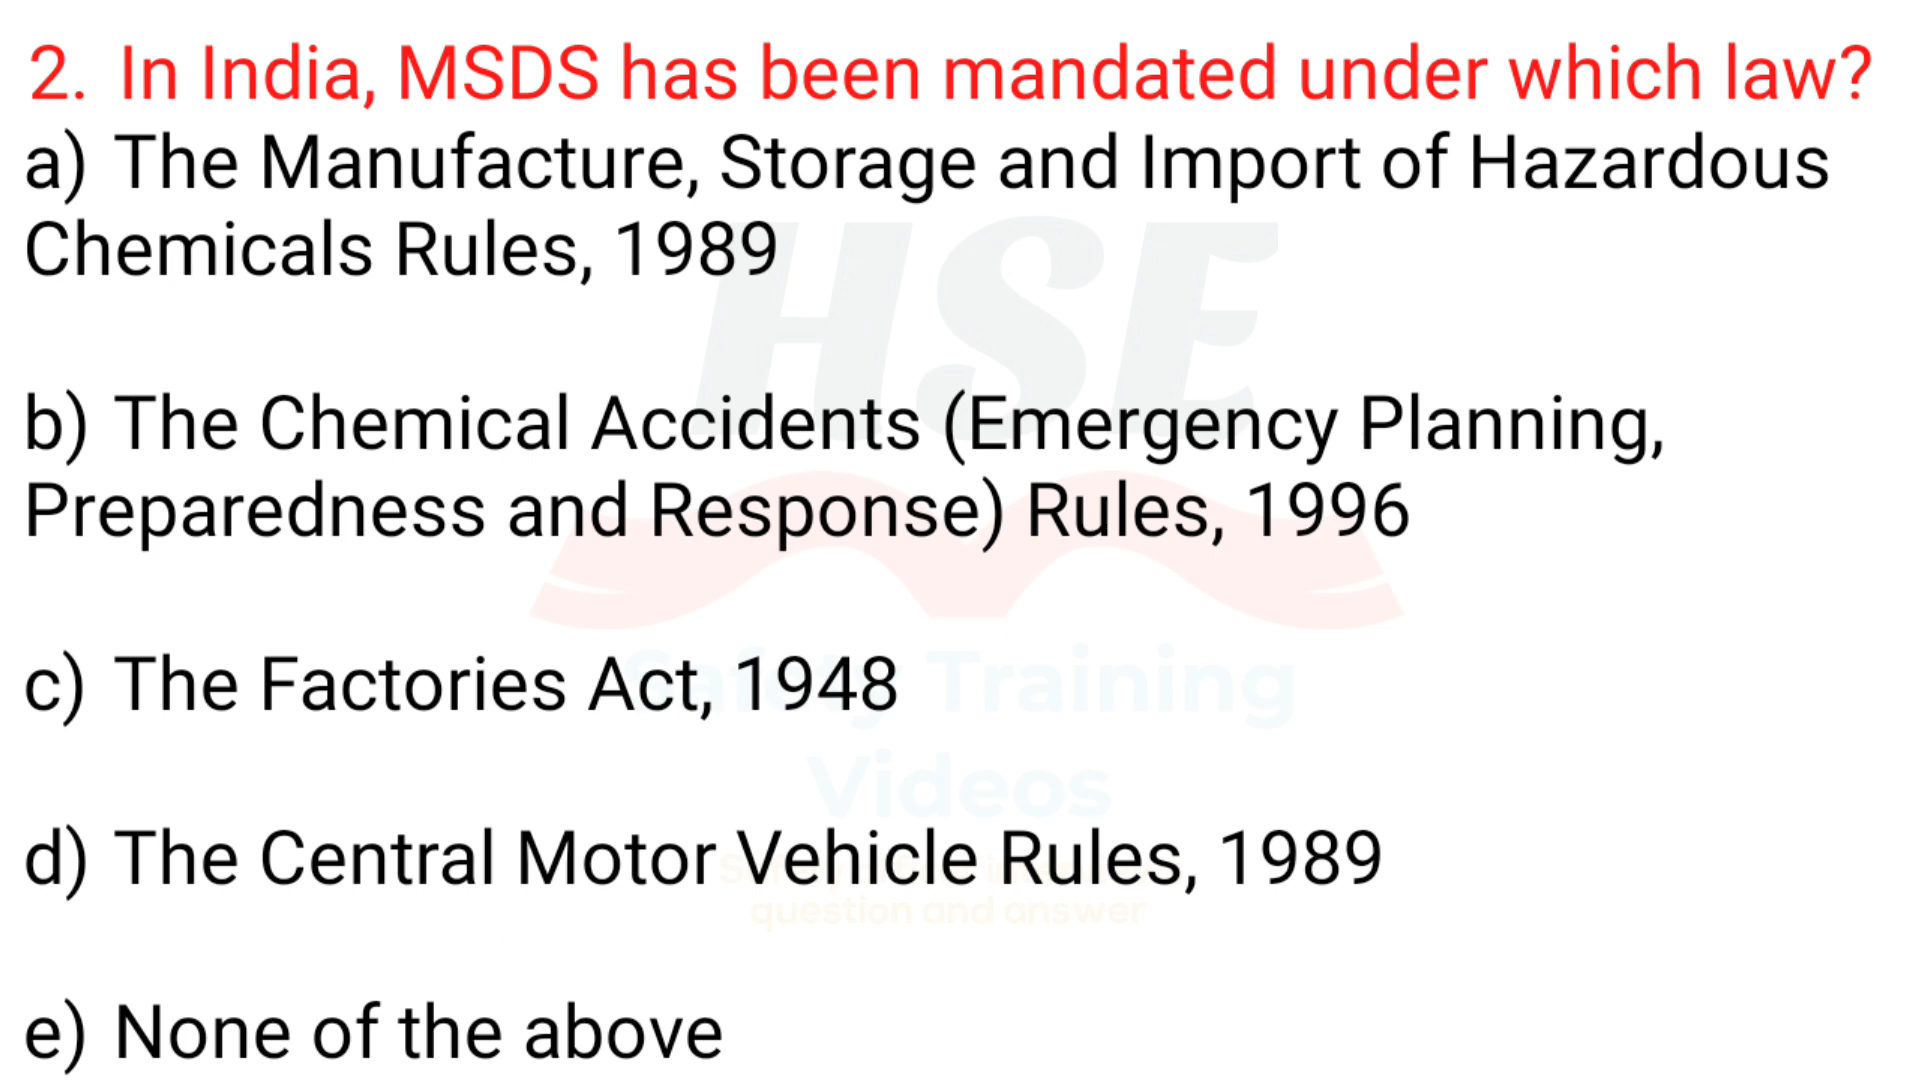 2. In India, MSDS has been mandated under which law?
a) The Manufacture, Storage and Import of Hazardous
Chemicals Rules, 1989
HSE
b) The Chemical Accidents (Emergency Planning,
Preparedness and Response) Rules, 1996
c) The Factories Act, 1948
Safety Training
Videos
d) The Central Motor Vehicle Rules, 1989
question and answer
e) None of the above